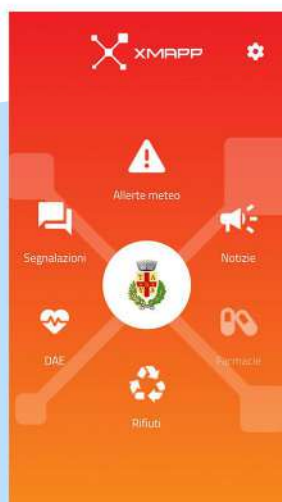 XMAPP
Allerte meteo
Segnalazioni
Notizie
DAE
Farmacie
Rifiuti